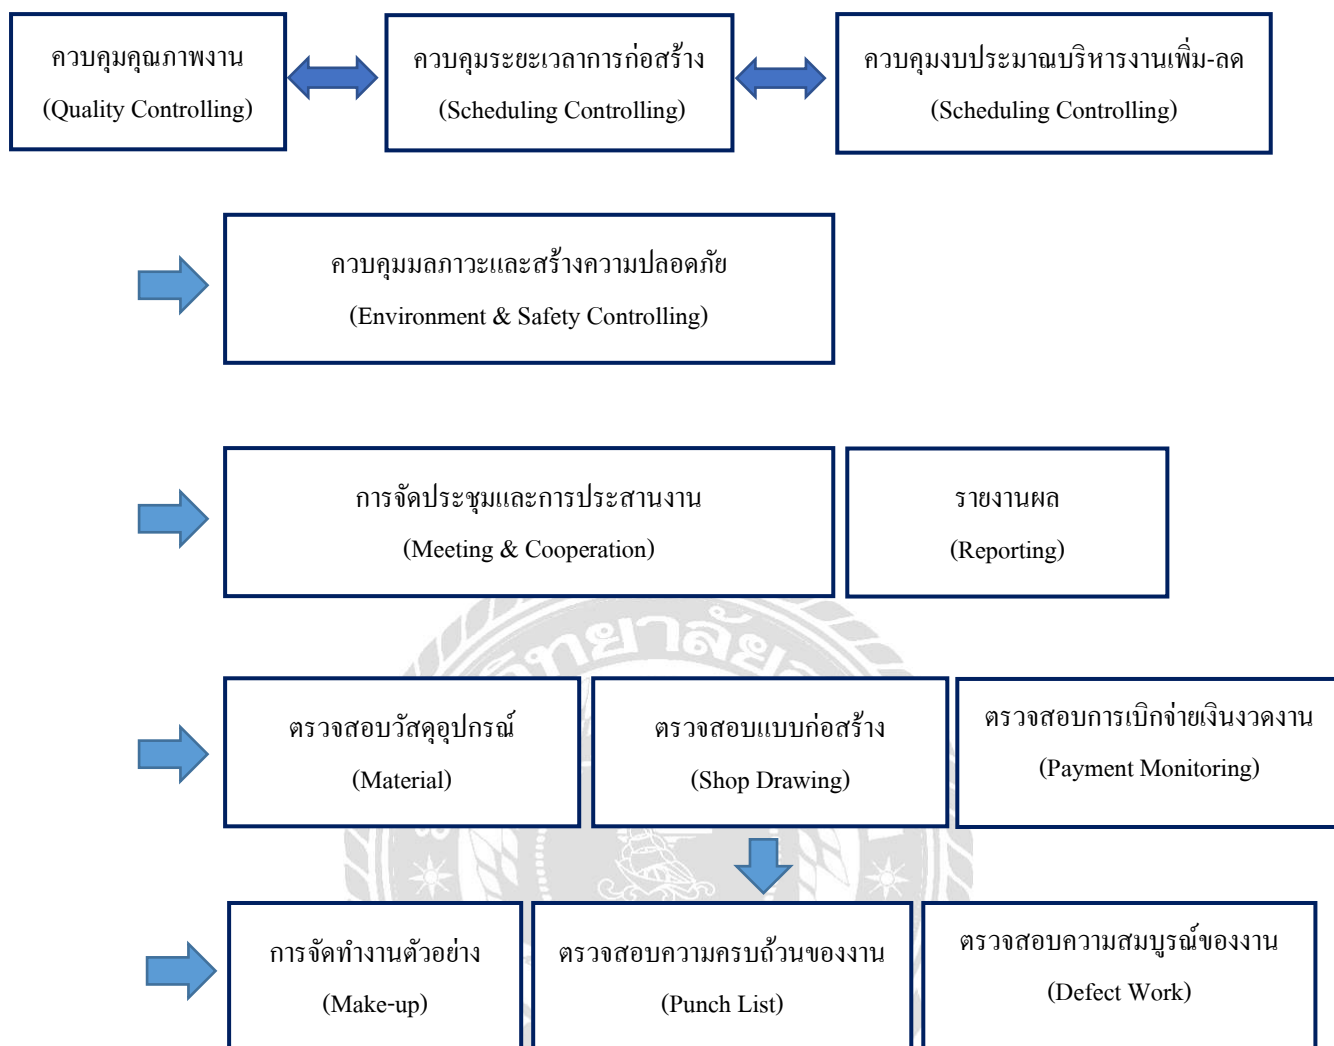 ควบคุมคุณภาพงาน
(Quality Controlling)
ควบคุมระยะเวลาการก่อสร้าง
(Scheduling Controlling)
ควบคุมงบประมาณบริหารงานเพิ่ม-ลด
(Scheduling Controlling)
ควบคุมมลภาวะและสร้างความปลอดภัย
(Environment & Safety Controlling)
การจัดประชุมและการประสานงาน
(Meeting & Cooperation)
รายงานผล
(Reporting)
ตรวจสอบวัสดุอุปกรณ์
(Material)
ตรวจสอบแบบก่อสร้าง
(Shop Drawing)
ตรวจสอบการเบิกจ่ายเงินงวดงาน
(Payment Monitoring)
การจัดทำงานตัวอย่าง
(Make-up)
ตรวจสอบความครบถ้วนของงาน
(Punch List)
ตรวจสอบความสมบูรณ์ของงาน
(Defect Work)